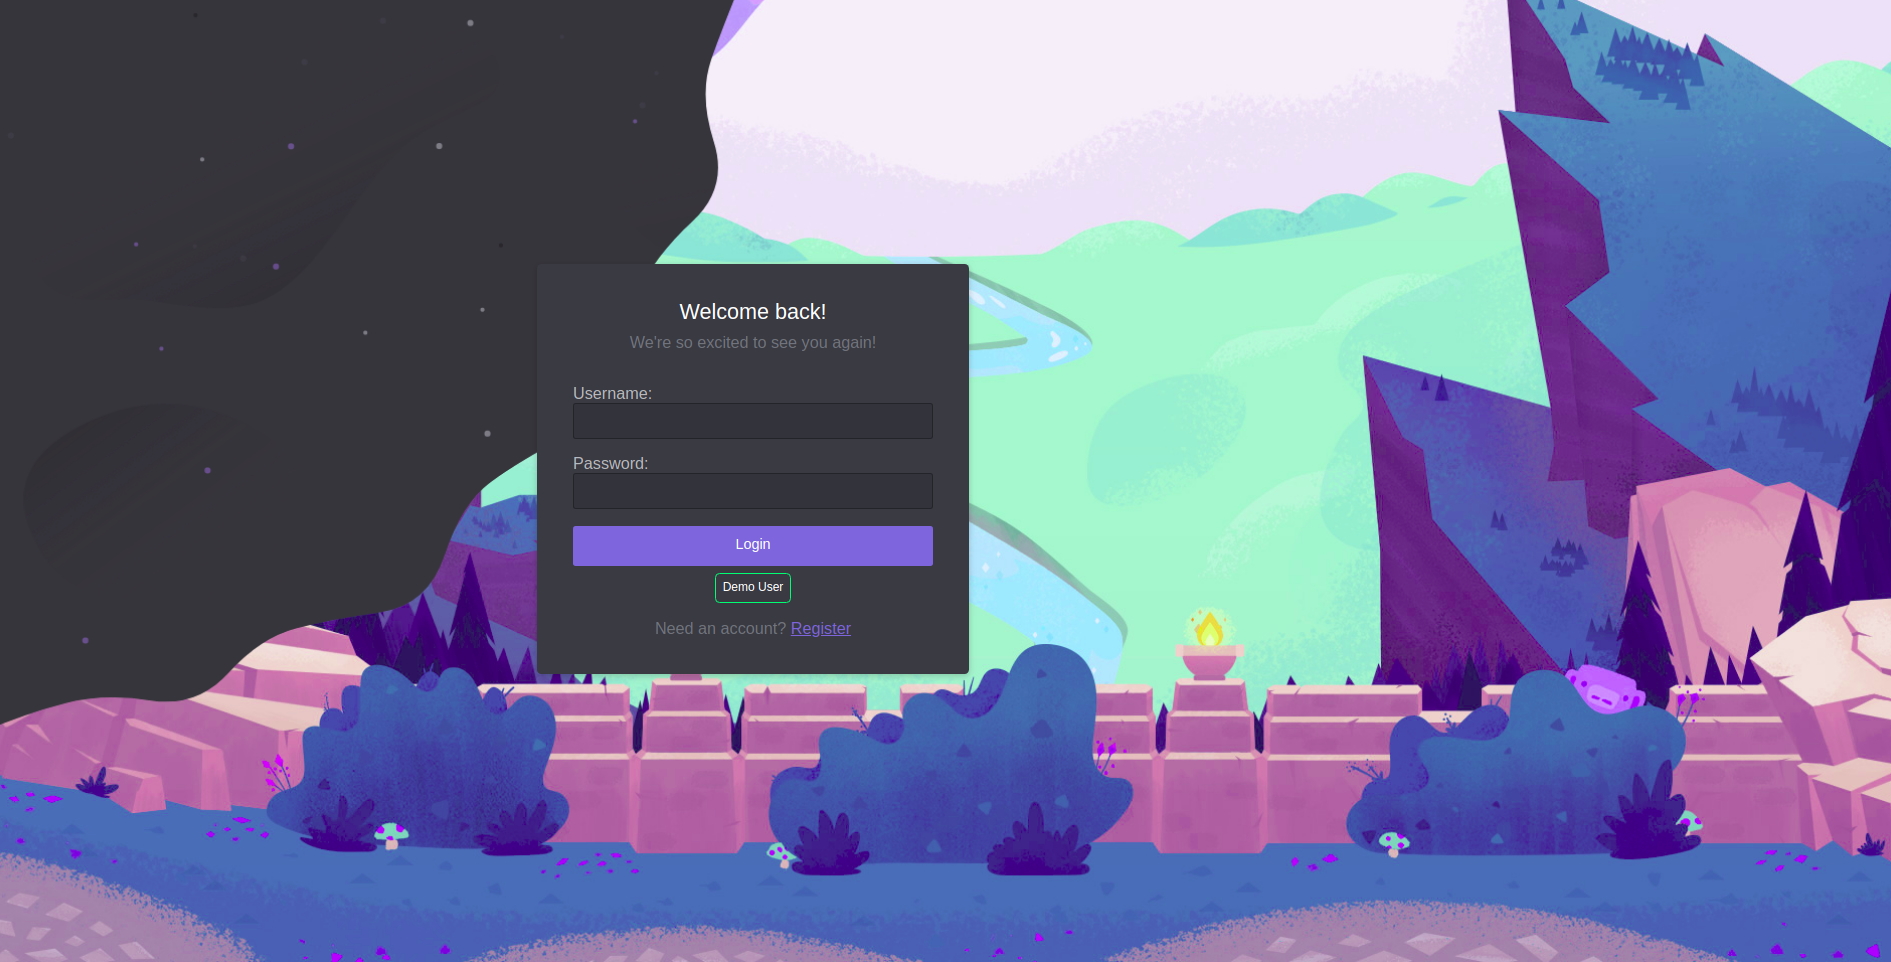 Welcome back!
We're so excited to see you again!
Username:
Password:
Login
Demo User
Need an account? Register